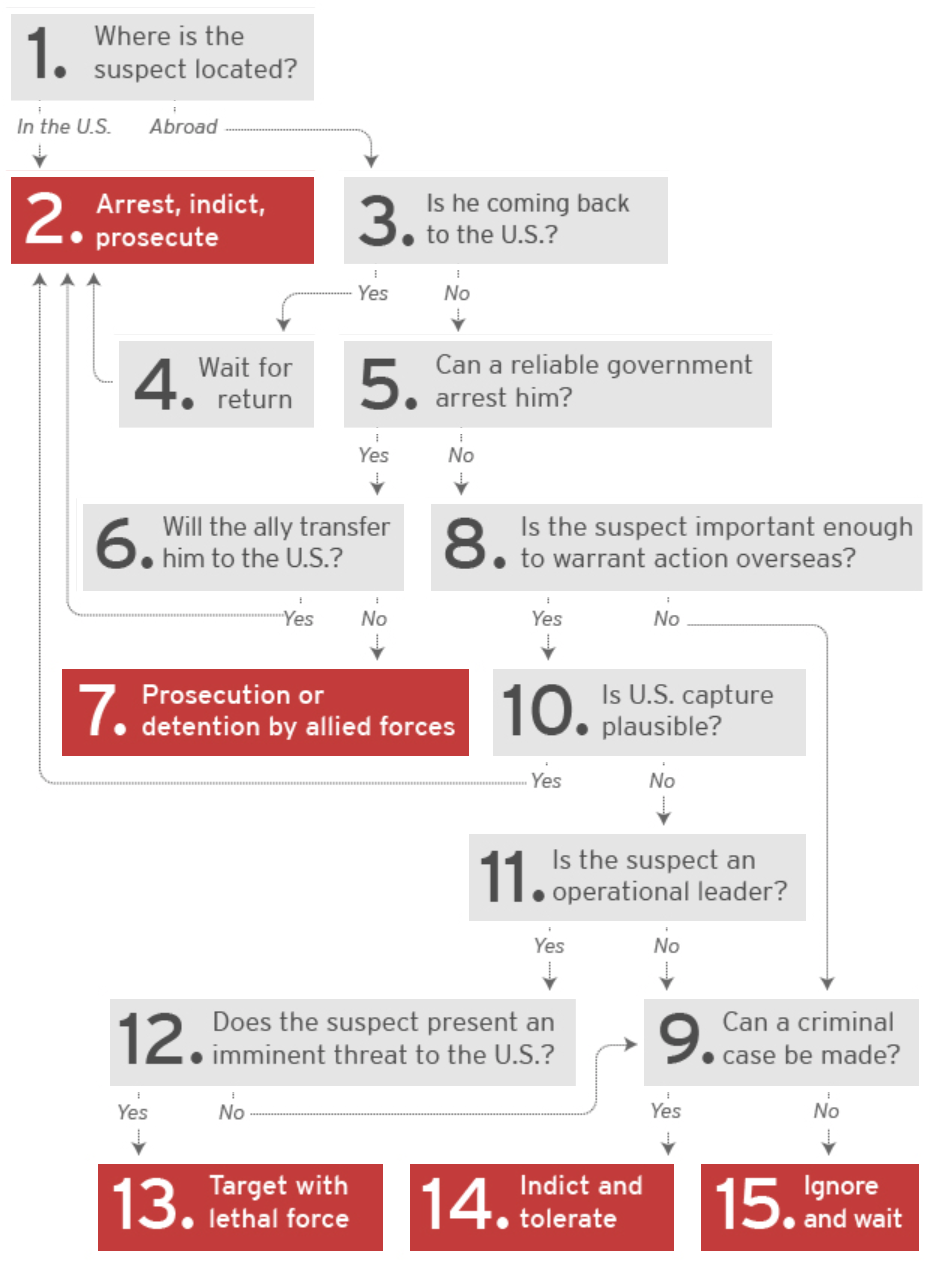 1. Where is the
suspect located?
In the U.S. Abroad
2. Arrest, indict,
prosecute
3. Is he coming back
to the U.S.?
Yes No
4. Wait for
return
5. Can a reliable government
arrest him?
Yes No
6. Will the ally transfer
him to the U.S.?
8. Is the suspect important enough
to warrant action overseas?
Yes No
Yes No
7. Prosecution or
detention by allied forces
10. Is U.S. capture
plausible?
Yes No
11. Is the suspect an
operational leader?
Yes No
12. Does the suspect present an
imminent threat to the U.S.?
9. Can a criminal
case be made?
Yes No
Yes No
13. Target with
lethal force
14. Indict and
tolerate
15. Ignore
and wait